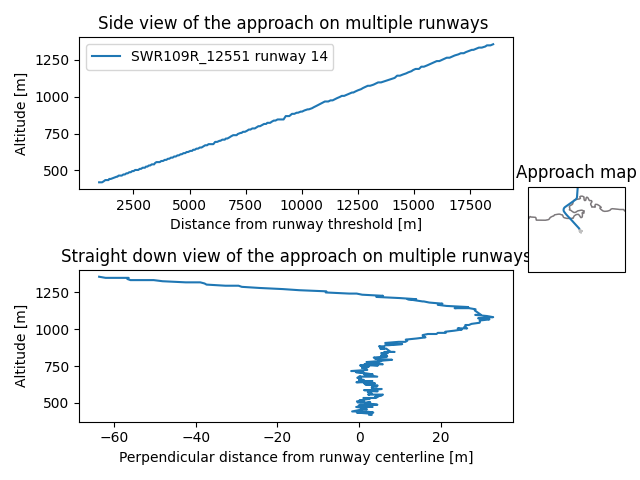 Side view of the approach on multiple runways
Altitude [m]
1250
1000
750
500
SWR109R_12551 runway 14
2500 5000 7500 10000 12500 15000 17500
Distance from runway threshold [m]
Approach map
Straight down view of the approach on multiple runways
Altitude [m]
1250
1000
750
500
−60 −40 −20 0 20
Perpendicular distance from runway centerline [m]